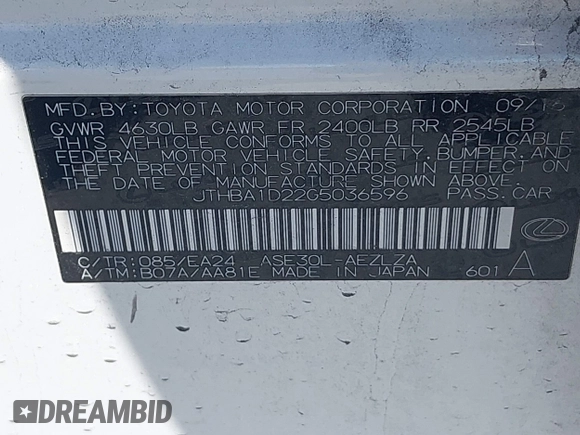 MFD. BY: TOYOTA MOTOR CORPORATION 09/16
GVWR 4630LB GAWR FR 2400LB RR 2545LB
THIS VEHICLE CONFORMS TO ALL APPLICABLE
FEDERAL MOTOR VEHICLE SAFETY, BUMPER, AND
THEFT PREVENTION STANDARDS IN EFFECT ON
THE DATE OF MANUFACTURE SHOWN ABOVE.
JTHBA1D22G5036596 PASS. CAR
C/TR: 085/EA24 ASE30L-AEZLZA
A/TM: B07A/AA81E MADE IN JAPAN 601 A
DREAMBID